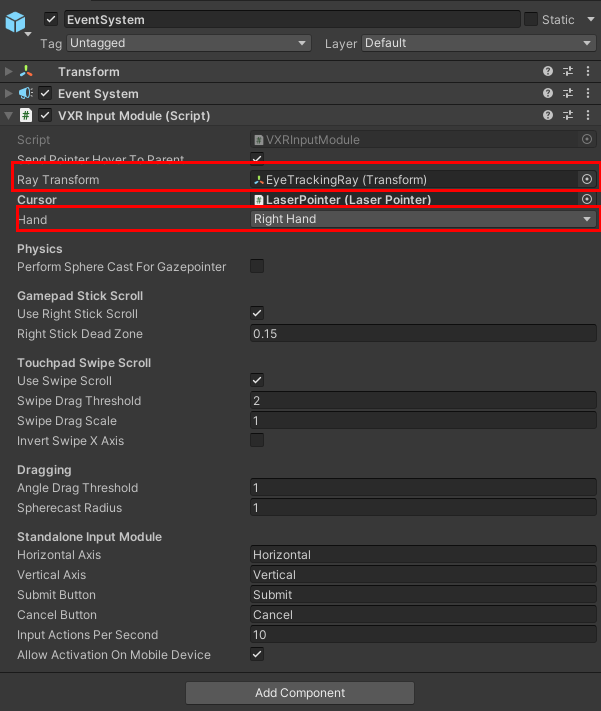 EventSystem Static
Tag Untagged Layer Default
Transform
Event System
VXR Input Module (Script)
Script VXRInputModule
Send Pointer Hover To Parent
Ray Transform EyeTrackingRay (Transform)
Cursor LaserPointer (Laser Pointer)
Hand Right Hand
Physics
Perform Sphere Cast For Gazepointer
Gamepad Stick Scroll
Use Right Stick Scroll
Right Stick Dead Zone 0.15
Touchpad Swipe Scroll
Use Swipe Scroll
Swipe Drag Threshold 2
Swipe Drag Scale 1
Invert Swipe X Axis
Dragging
Angle Drag Threshold 1
Spherecast Radius 1
Standalone Input Module
Horizontal Axis Horizontal
Vertical Axis Vertical
Submit Button Submit
Cancel Button Cancel
Input Actions Per Second 10
Allow Activation On Mobile Device
Add Component